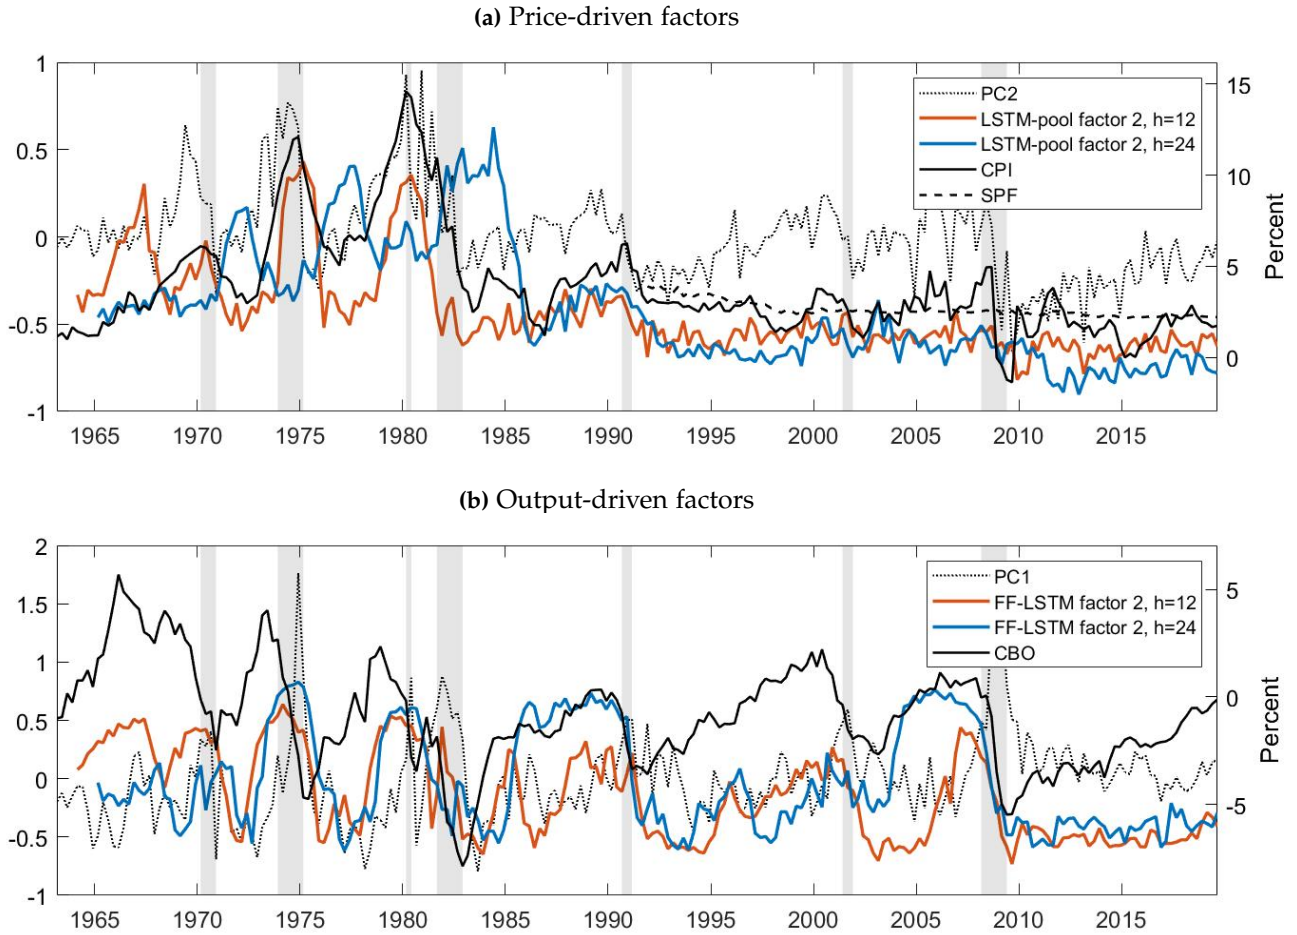 (a) Price-driven factors
1
0.5
0
-0.5
-1
15
10
5
0
Percent
PC2
LSTM-pool factor 2, h=12
LSTM-pool factor 2, h=24
CPI
SPF
1965 1970 1975 1980 1985 1990 1995 2000 2005 2010 2015
(b) Output-driven factors
2
1.5
1
0.5
0
-0.5
-1
5
0
-5
Percent
PC1
FF-LSTM factor 2, h=12
FF-LSTM factor 2, h=24
CBO
1965 1970 1975 1980 1985 1990 1995 2000 2005 2010 2015